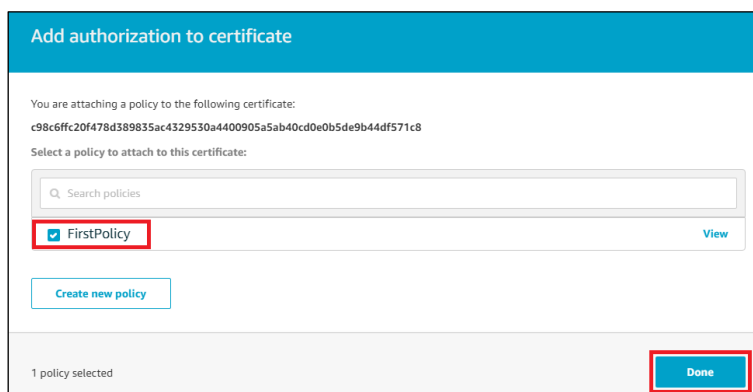 Add authorization to certificate
You are attaching a policy to the following certificate:
c98c6ffc20f478d389835ac4329530a4400905a5ab40cd0e0b5de9b44df571c8
Select a policy to attach to this certificate:
Search policies
FirstPolicy View
Create new policy
1 policy selected Done